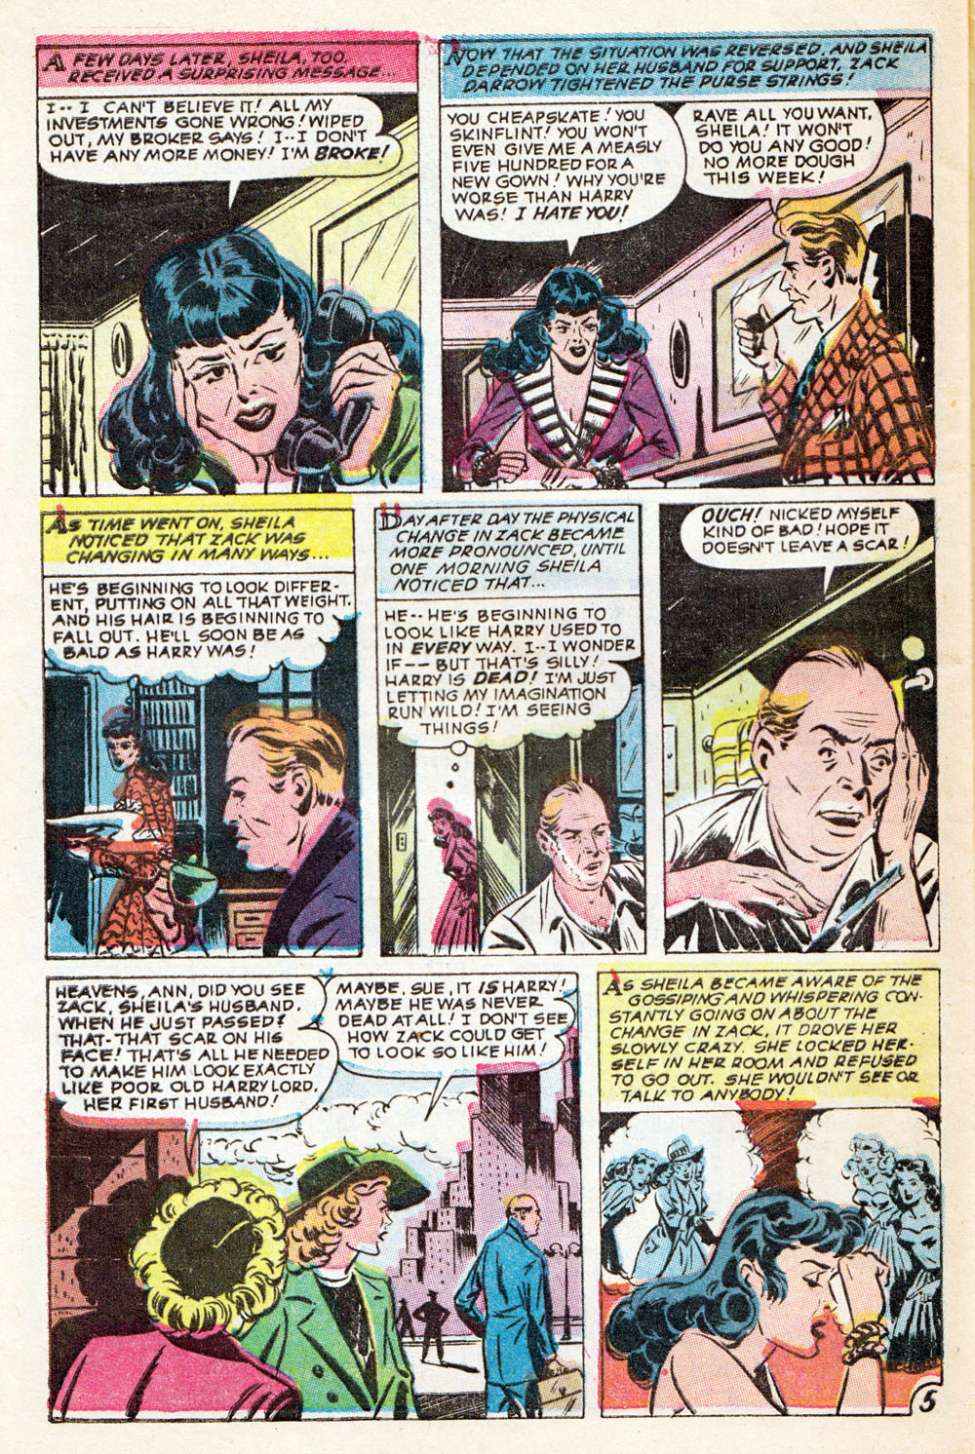 A FEW DAYS LATER, SHEILA, TOO,
RECEIVED A SURPRISING MESSAGE...
I-- I CAN'T BELIEVE IT! ALL MY
INVESTMENTS GONE WRONG! WIPED
OUT, MY BROKER SAYS! I--I DON'T
HAVE ANY MORE MONEY! I'M BROKE!
NOW THAT THE SITUATION WAS REVERSED, AND SHEILA
DEPENDED ON HER HUSBAND FOR SUPPORT, ZACK
DARROW TIGHTENED THE PURSE STRINGS!
YOU CHEAPSKATE! YOU
SKINFLINT! YOU WON'T
EVEN GIVE ME A MEASLY
FIVE HUNDRED FOR A
NEW GOWN! WHY YOU'RE
WORSE THAN HARRY
WAS! I HATE YOU!
RAVE ALL YOU WANT,
SHEILA! IT WON'T
DO YOU ANY GOOD!
NO MORE DOUGH
THIS WEEK!
AS TIME WENT ON, SHEILA
NOTICED THAT ZACK WAS
CHANGING IN MANY WAYS...
HE'S BEGINNING TO LOOK DIFFER-
ENT, PUTTING ON ALL THAT WEIGHT.
AND HIS HAIR IS BEGINNING TO
FALL OUT. HE'LL SOON BE AS
BALD AS HARRY WAS!
DAY AFTER DAY THE PHYSICAL
CHANGE IN ZACK BECAME
MORE PRONOUNCED, UNTIL
ONE MORNING SHEILA
NOTICED THAT...
HE-- HE'S BEGINNING TO
LOOK LIKE HARRY USED TO
IN EVERY WAY. I--I WONDER
IF-- BUT THAT'S SILLY!
HARRY IS DEAD! I'M JUST
LETTING MY IMAGINATION
RUN WILD! I'M SEEING
THINGS!
OUCH! NICKED MYSELF
KIND OF BAD! HOPE IT
DOESN'T LEAVE A SCAR!
HEAVENS, ANN, DID YOU SEE
ZACK, SHEILA'S HUSBAND,
WHEN HE JUST PASSED?
THAT-THAT SCAR ON HIS
FACE! THAT'S ALL HE NEEDED
TO MAKE HIM LOOK EXACTLY
LIKE POOR OLD HARRY LORD,
HER FIRST HUSBAND!
MAYBE, SUE, IT IS HARRY!
MAYBE HE WAS NEVER
DEAD AT ALL! I DON'T SEE
HOW ZACK COULD GET
TO LOOK SO LIKE HIM!
AS SHEILA BECAME AWARE OF THE
GOSSIPING AND WHISPERING CON-
STANTLY GOING ON ABOUT THE
CHANGE IN ZACK, IT DROVE HER
SLOWLY CRAZY. SHE LOCKED HER-
SELF IN HER ROOM AND REFUSED
TO GO OUT. SHE WOULDN'T SEE OR
TALK TO ANYBODY!
5